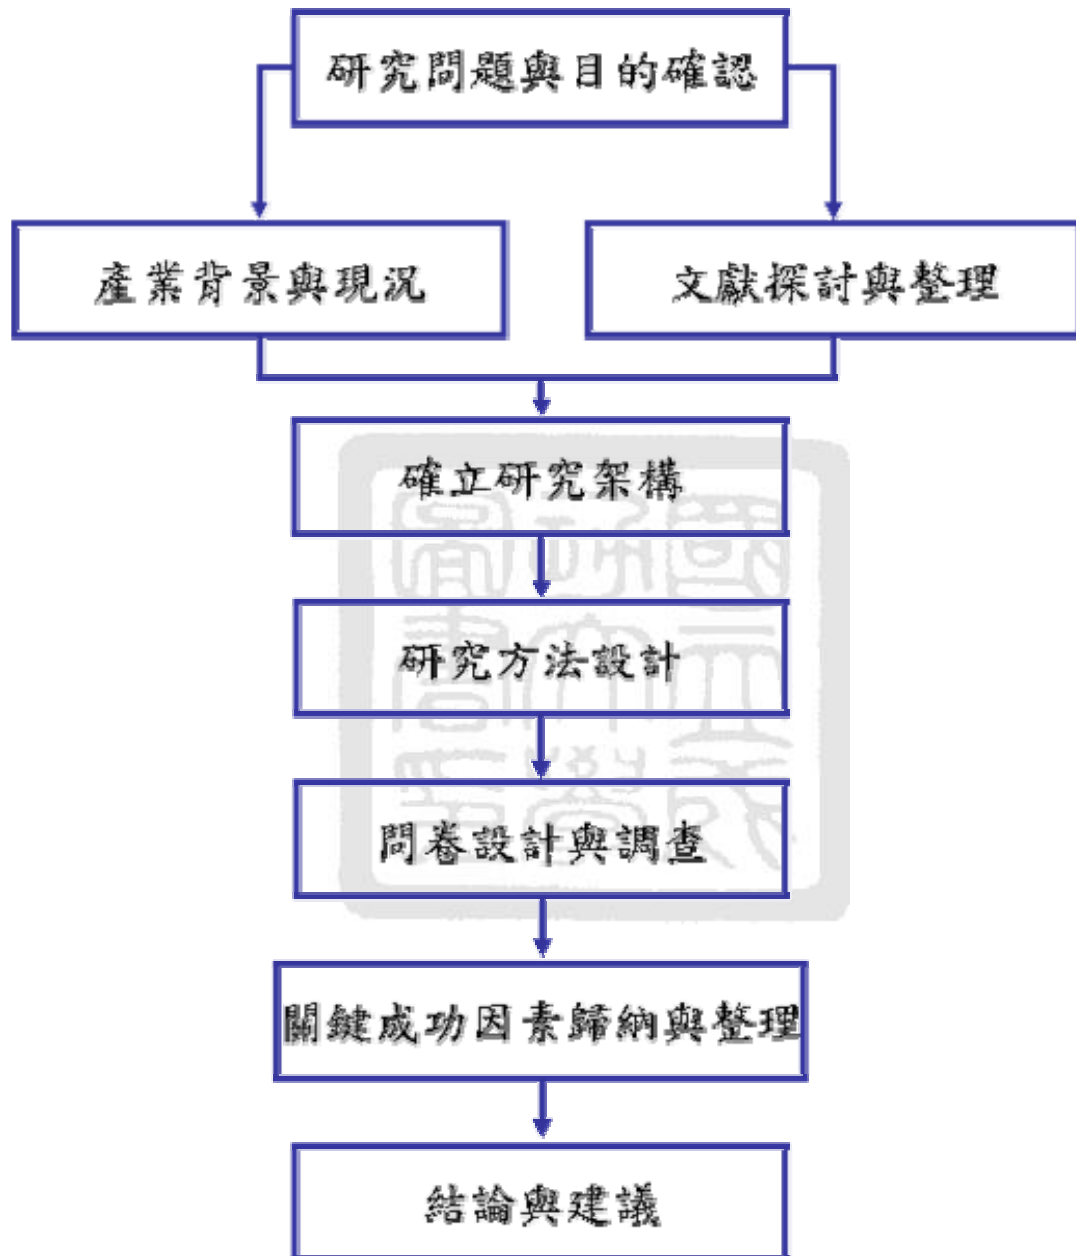 研究問題與目的確認
產業背景與現況
文獻探討與整理
確立研究架構
研究方法設計
問卷設計與調查
關鍵成功因素歸納與整理
結論與建議